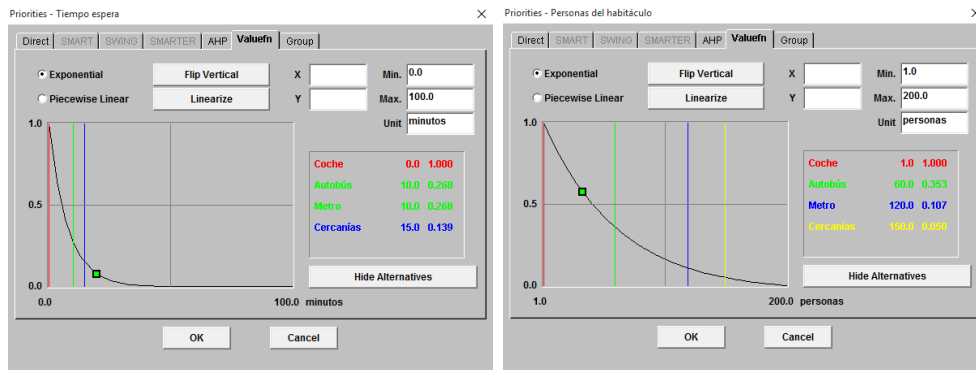 Priorities - Tiempo espera
Direct SMART SWING SMARTER AHP Valuefn Group
Exponential Flip Vertical X Min. 0.0
Piecewise Linear Linearize Y Max. 100.0
Unit minutos
1.0
0.5
0.0
0.0 100.0 minutos
Coche 0.0 1.000
Autobús 10.0 0.268
Metro 10.0 0.268
Cercanías 15.0 0.139
Hide Alternatives
OK Cancel
Priorities - Personas del habitáculo
Direct SMART SWING SMARTER AHP Valuefn Group
Exponential Flip Vertical X Min. 1.0
Piecewise Linear Linearize Y Max. 200.0
Unit personas
1.0
0.5
0.0
1.0 200.0 personas
Coche 1.0 1.000
Autobús 60.0 0.353
Metro 120.0 0.107
Cercanías 150.0 0.050
Hide Alternatives
OK Cancel